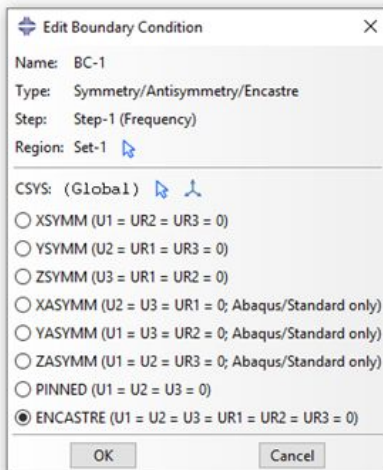 Edit Boundary Condition
Name: BC-1
Type: Symmetry/Antisymmetry/Encastre
Step: Step-1 (Frequency)
Region: Set-1
CSYS: (Global)
XSYMM (U1 = UR2 = UR3 = 0)
YSYMM (U2 = UR1 = UR3 = 0)
ZSYMM (U3 = UR1 = UR2 = 0)
XASYMM (U2 = U3 = UR1 = 0; Abaqus/Standard only)
YASYMM (U1 = U3 = UR2 = 0; Abaqus/Standard only)
ZASYMM (U1 = U2 = UR3 = 0; Abaqus/Standard only)
PINNED (U1 = U2 = U3 = 0)
ENCASTRE (U1 = U2 = U3 = UR1 = UR2 = UR3 = 0)
OK Cancel